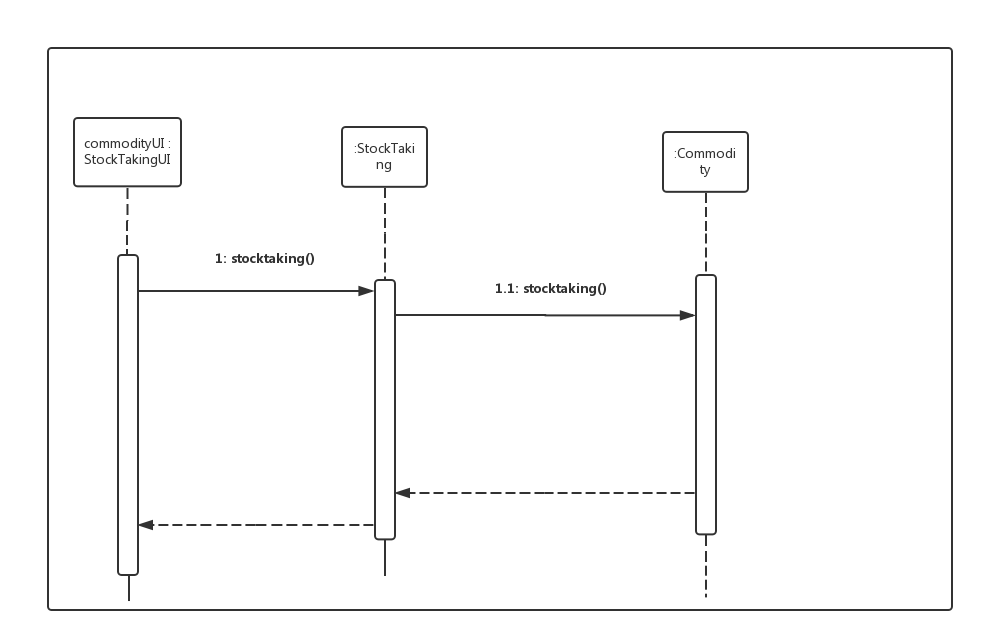 commodityUI :
StockTakingUI
:StockTaki
ng
:Commodi
ty
1: stocktaking()
1.1: stocktaking()